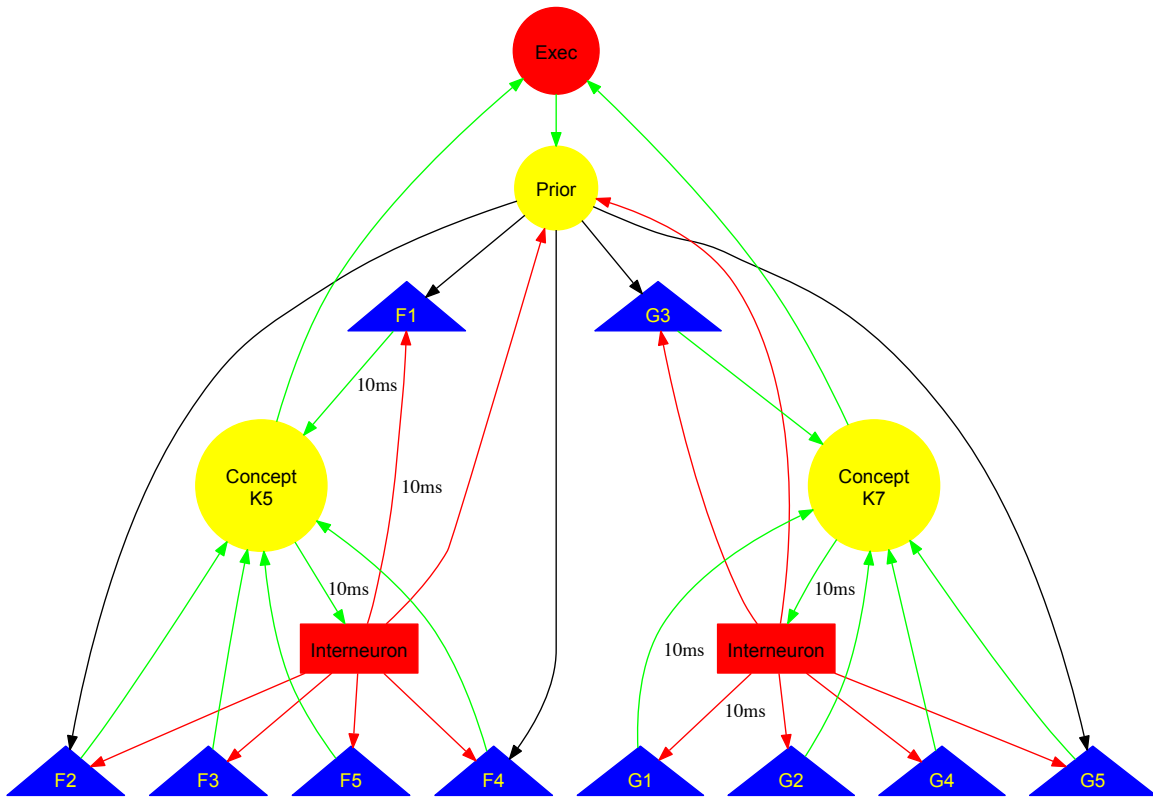 Exec
Prior
F1
G3
10ms
Concept
K5
10ms
Concept
K7
10ms
10ms
Interneuron
10ms
Interneuron
10ms
F2
F3
F5
F4
G1
G2
G4
G5